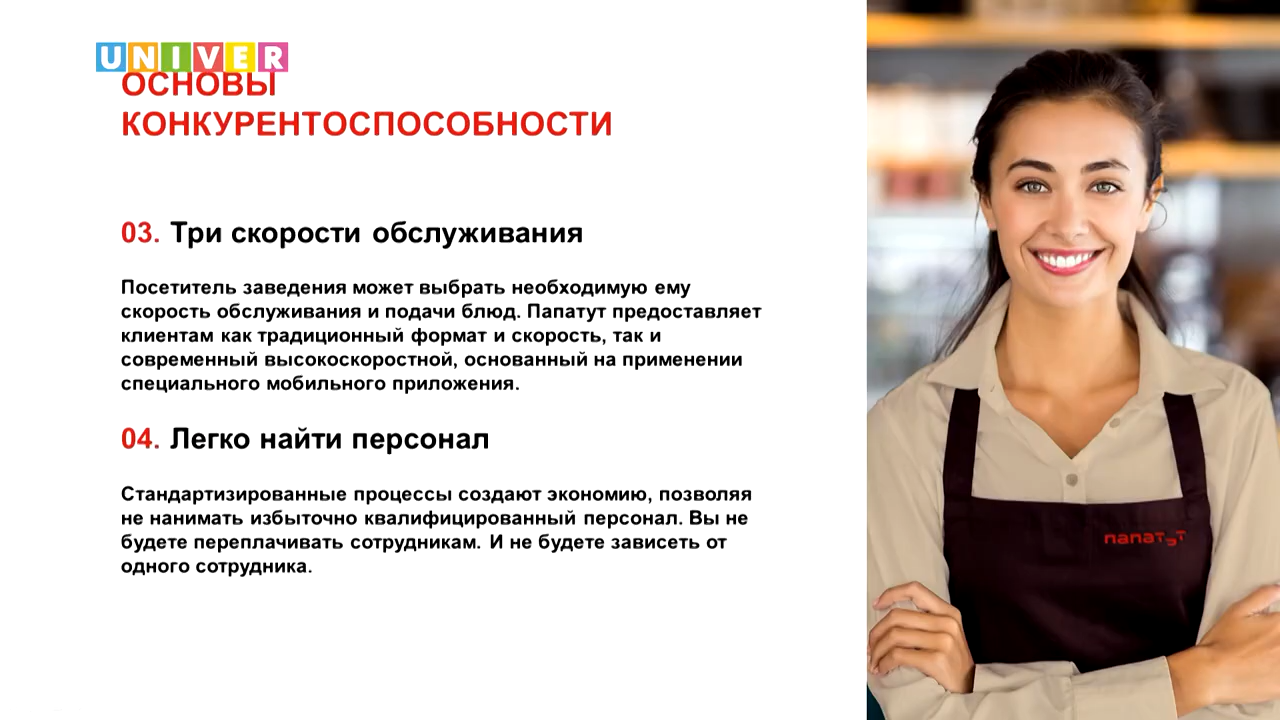 UNIVER
ОСНОВЫ
КОНКУРЕНТОСПОСОБНОСТИ
03. Три скорости обслуживания
Посетитель заведения может выбрать необходимую ему
скорость обслуживания и подачи блюд. Папатут предоставляет
клиентам как традиционный формат и скорость, так и
современный высокоскоростной, основанный на применении
специального мобильного приложения.
04. Легко найти персонал
Стандартизированные процессы создают экономию, позволяя
не нанимать избыточно квалифицированный персонал. Вы не
будете переплачивать сотрудникам. И не будете зависеть от
одного сотрудника.
папатут